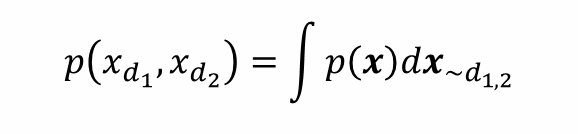 p(x_{d_1}, x_{d_2}) = ∫ p(𝒙)d𝒙_{~d_{1,2}}